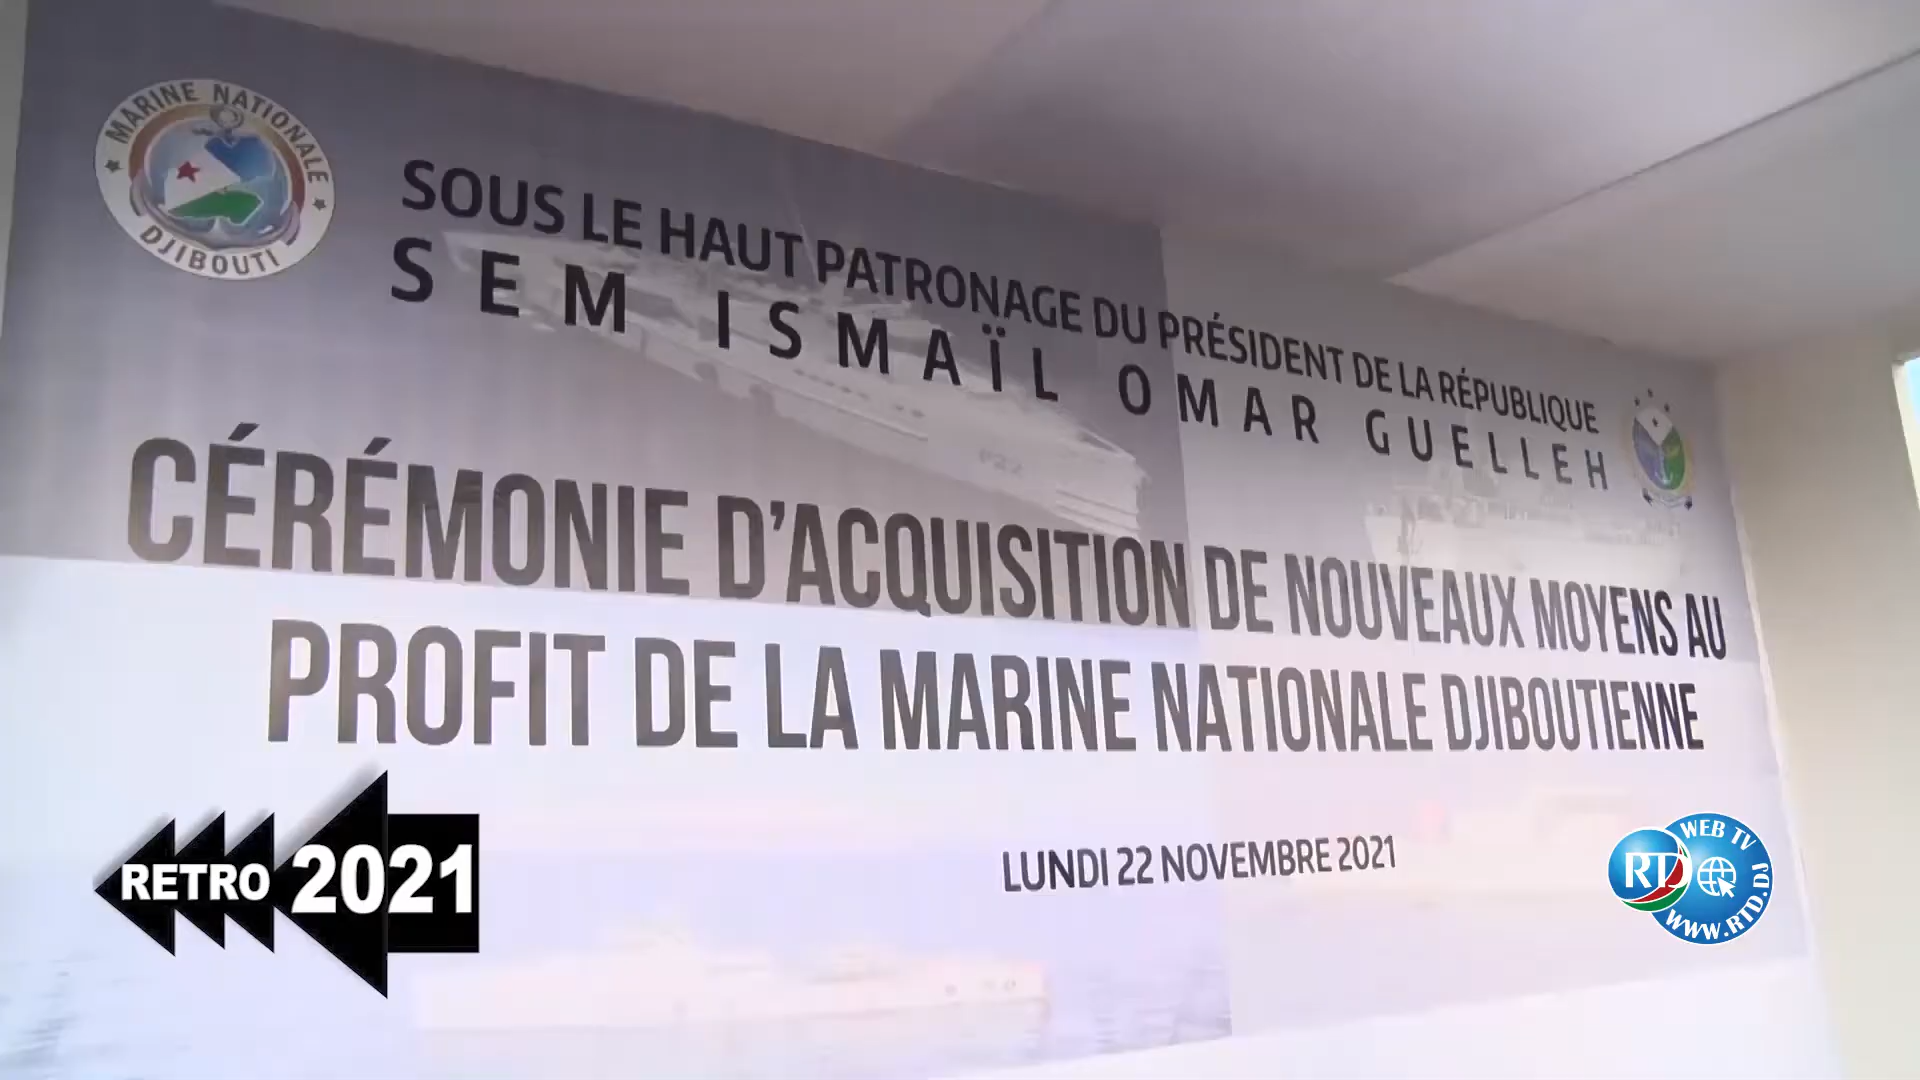 MARINE NATIONALE
DJIBOUTI
SOUS LE HAUT PATRONAGE DU PRÉSIDENT DE LA RÉPUBLIQUE
SEM ISMAÏL OMAR GUELLEH
P22
CÉRÉMONIE D'ACQUISITION DE NOUVEAUX MOYENS AU
PROFIT DE LA MARINE NATIONALE DJIBOUTIENNE
LUNDI 22 NOVEMBRE 2021
RETRO 2021
WEB TV
RTD
WWW.RTD.DJ